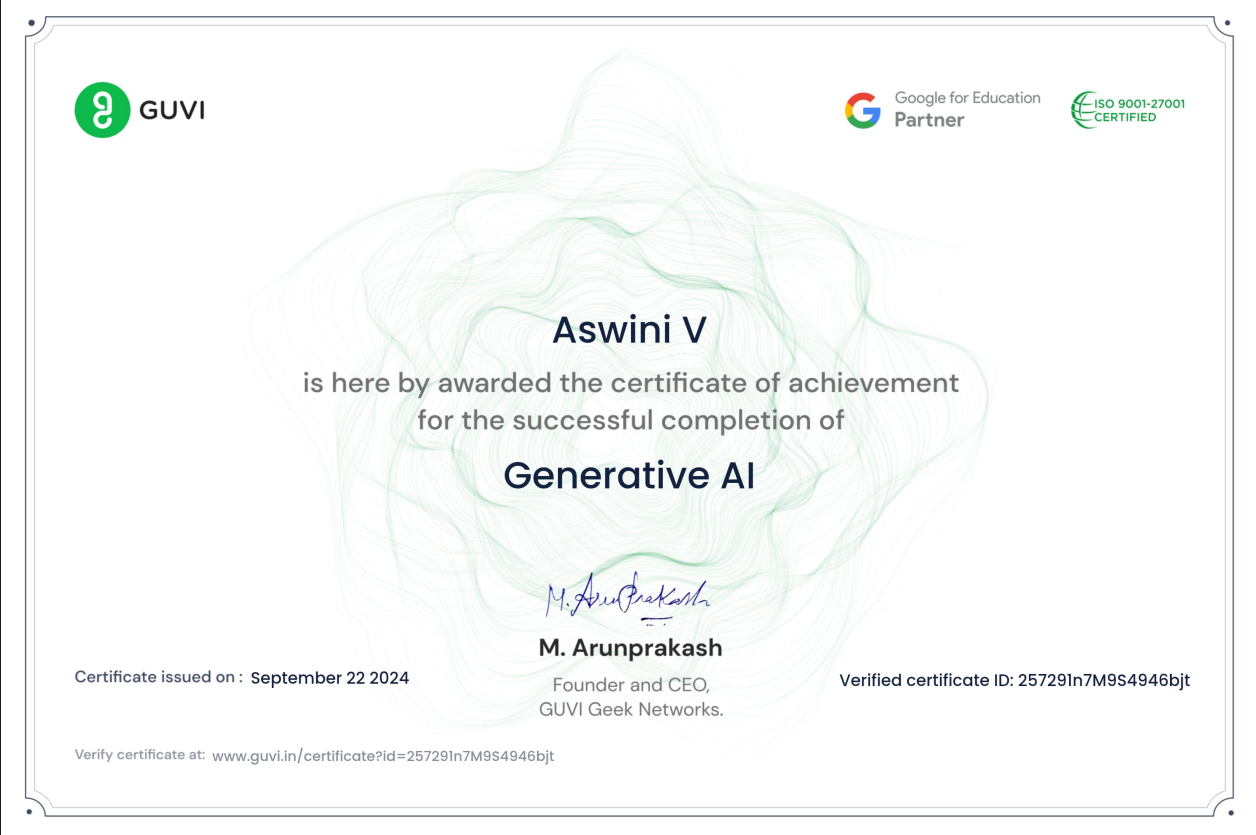 GUVI
Google for Education
Partner
ISO 9001-27001
CERTIFIED
Aswini V
is here by awarded the certificate of achievement
for the successful completion of
Generative AI
M. Arunprakash
M. Arunprakash
Founder and CEO,
GUVI Geek Networks.
Certificate issued on : September 22 2024
Verified certificate ID: 257291n7M9S4946bjt
Verify certificate at: www.guvi.in/certificate?id=257291n7M9S4946bjt